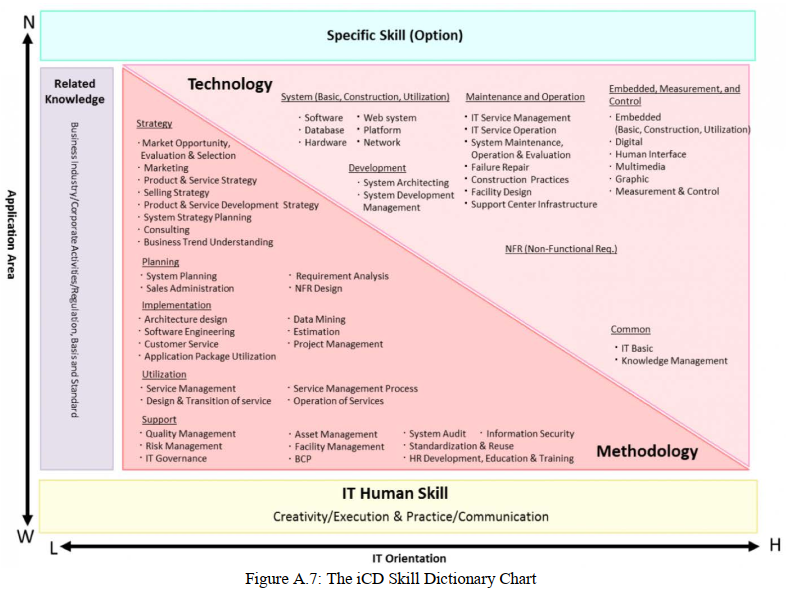 N
Specific Skill (Option)
Related
Knowledge
Business Industry/Corporate Activities/Regulation, Basis and Standard
Application Area
Technology
System (Basic, Construction, Utilization)
· Software
· Database
· Hardware
· Web system
· Platform
· Network
Development
· System Architecting
· System Development
Management
Maintenance and Operation
· IT Service Management
· IT Service Operation
· System Maintenance,
Operation & Evaluation
· Failure Repair
· Construction Practices
· Facility Design
· Support Center Infrastructure
Embedded, Measurement, and
Control
· Embedded
(Basic, Construction, Utilization)
· Digital
· Human Interface
· Multimedia
· Graphic
· Measurement & Control
NFR (Non-Functional Req.)
Common
· IT Basic
· Knowledge Management
Strategy
· Market Opportunity,
Evaluation & Selection
· Marketing
· Product & Service Strategy
· Selling Strategy
· Product & Service Development Strategy
· System Strategy Planning
· Consulting
· Business Trend Understanding
Planning
· System Planning
· Sales Administration
· Requirement Analysis
· NFR Design
Implementation
· Architecture design
· Software Engineering
· Customer Service
· Application Package Utilization
· Data Mining
· Estimation
· Project Management
Utilization
· Service Management
· Design & Transition of service
· Service Management Process
· Operation of Services
Support
· Quality Management
· Risk Management
· IT Governance
· Asset Management
· Facility Management
· BCP
· System Audit
· Information Security
· Standardization & Reuse
· HR Development, Education & Training
Methodology
IT Human Skill
Creativity/Execution & Practice/Communication
W
L
H
IT Orientation
Figure A.7: The iCD Skill Dictionary Chart